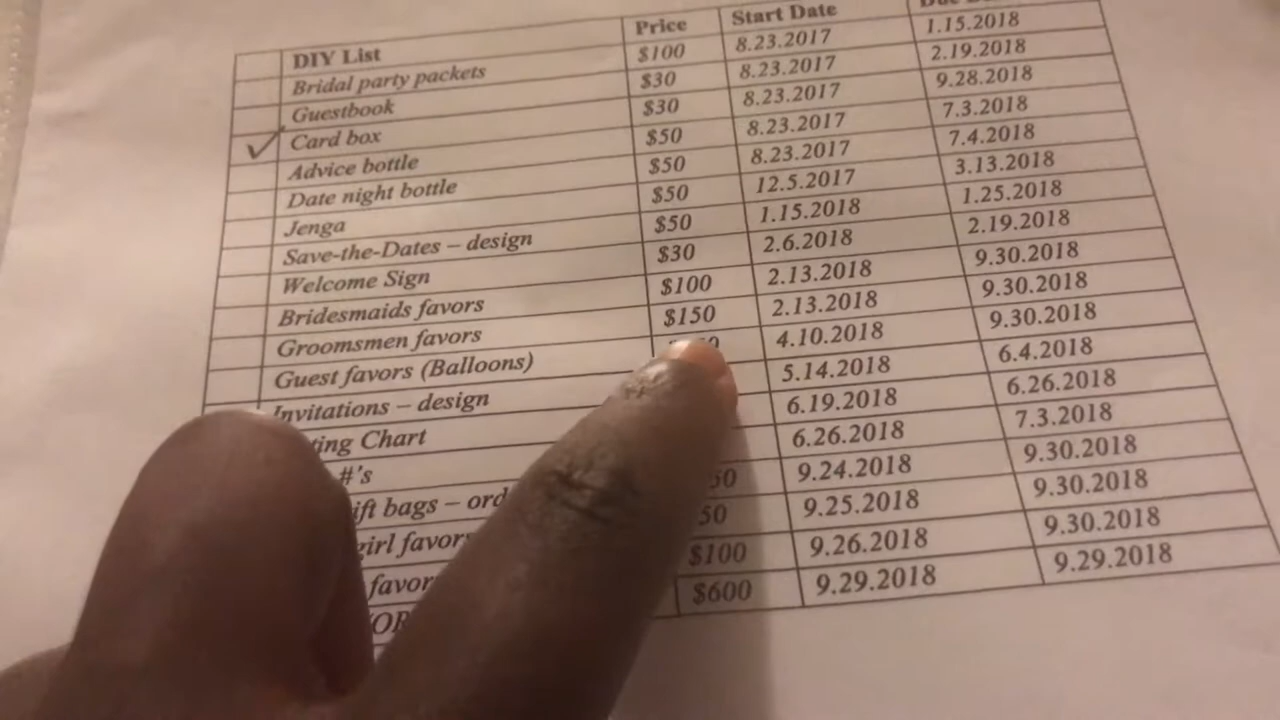 DIY List Price Start Date
Bridal party packets $100 8.23.2017 1.15.2018
Guestbook $30 8.23.2017 2.19.2018
✓ Card box $30 8.23.2017 9.28.2018
Advice bottle $50 8.23.2017 7.3.2018
Date night bottle $50 8.23.2017 7.4.2018
Jenga $50 12.5.2017 3.13.2018
Save-the-Dates – design $50 1.15.2018 1.25.2018
Welcome Sign $30 2.6.2018 2.19.2018
Bridesmaids favors $100 2.13.2018 9.30.2018
Groomsmen favors $150 2.13.2018 9.30.2018
Guest favors (Balloons) 4.10.2018 9.30.2018
Invitations – design 5.14.2018 6.4.2018
Chart 6.19.2018 6.26.2018
#'s 6.26.2018 7.3.2018
bags – 9.24.2018 9.30.2018
9.25.2018 9.30.2018
$100 9.26.2018 9.30.2018
$600 9.29.2018 9.29.2018